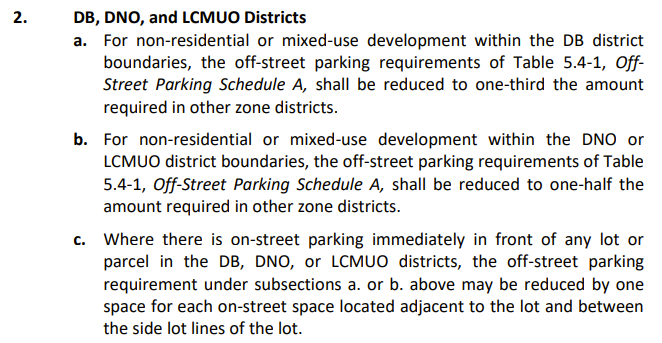 2. DB, DNO, and LCMUO Districts
a. For non-residential or mixed-use development within the DB district
boundaries, the off-street parking requirements of Table 5.4-1, Off-
Street Parking Schedule A, shall be reduced to one-third the amount
required in other zone districts.
b. For non-residential or mixed-use development within the DNO or
LCMUO district boundaries, the off-street parking requirements of Table
5.4-1, Off-Street Parking Schedule A, shall be reduced to one-half the
amount required in other zone districts.
c. Where there is on-street parking immediately in front of any lot or
parcel in the DB, DNO, or LCMUO districts, the off-street parking
requirement under subsections a. or b. above may be reduced by one
space for each on-street space located adjacent to the lot and between
the side lot lines of the lot.